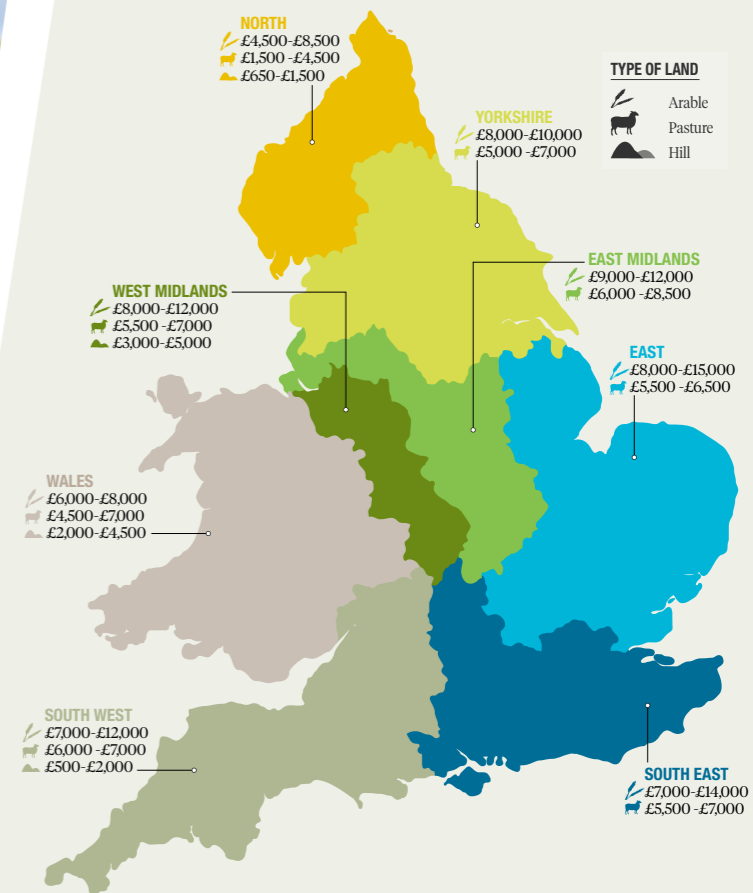 NORTH
£4,500-£8,500
£1,500 -£4,500
£650-£1,500
TYPE OF LAND
Arable
Pasture
Hill
YORKSHIRE
£8,000-£10,000
£5,000 -£7,000
EAST MIDLANDS
£9,000-£12,000
£6,000 -£8,500
WEST MIDLANDS
£8,000-£12,000
£5,500 -£7,000
£3,000-£5,000
EAST
£8,000-£15,000
£5,500 -£6,500
WALES
£6,000-£8,000
£4,500-£7,000
£2,000-£4,500
SOUTH WEST
£7,000-£12,000
£6,000 -£7,000
£500-£2,000
SOUTH EAST
£7,000-£14,000
£5,500 -£7,000